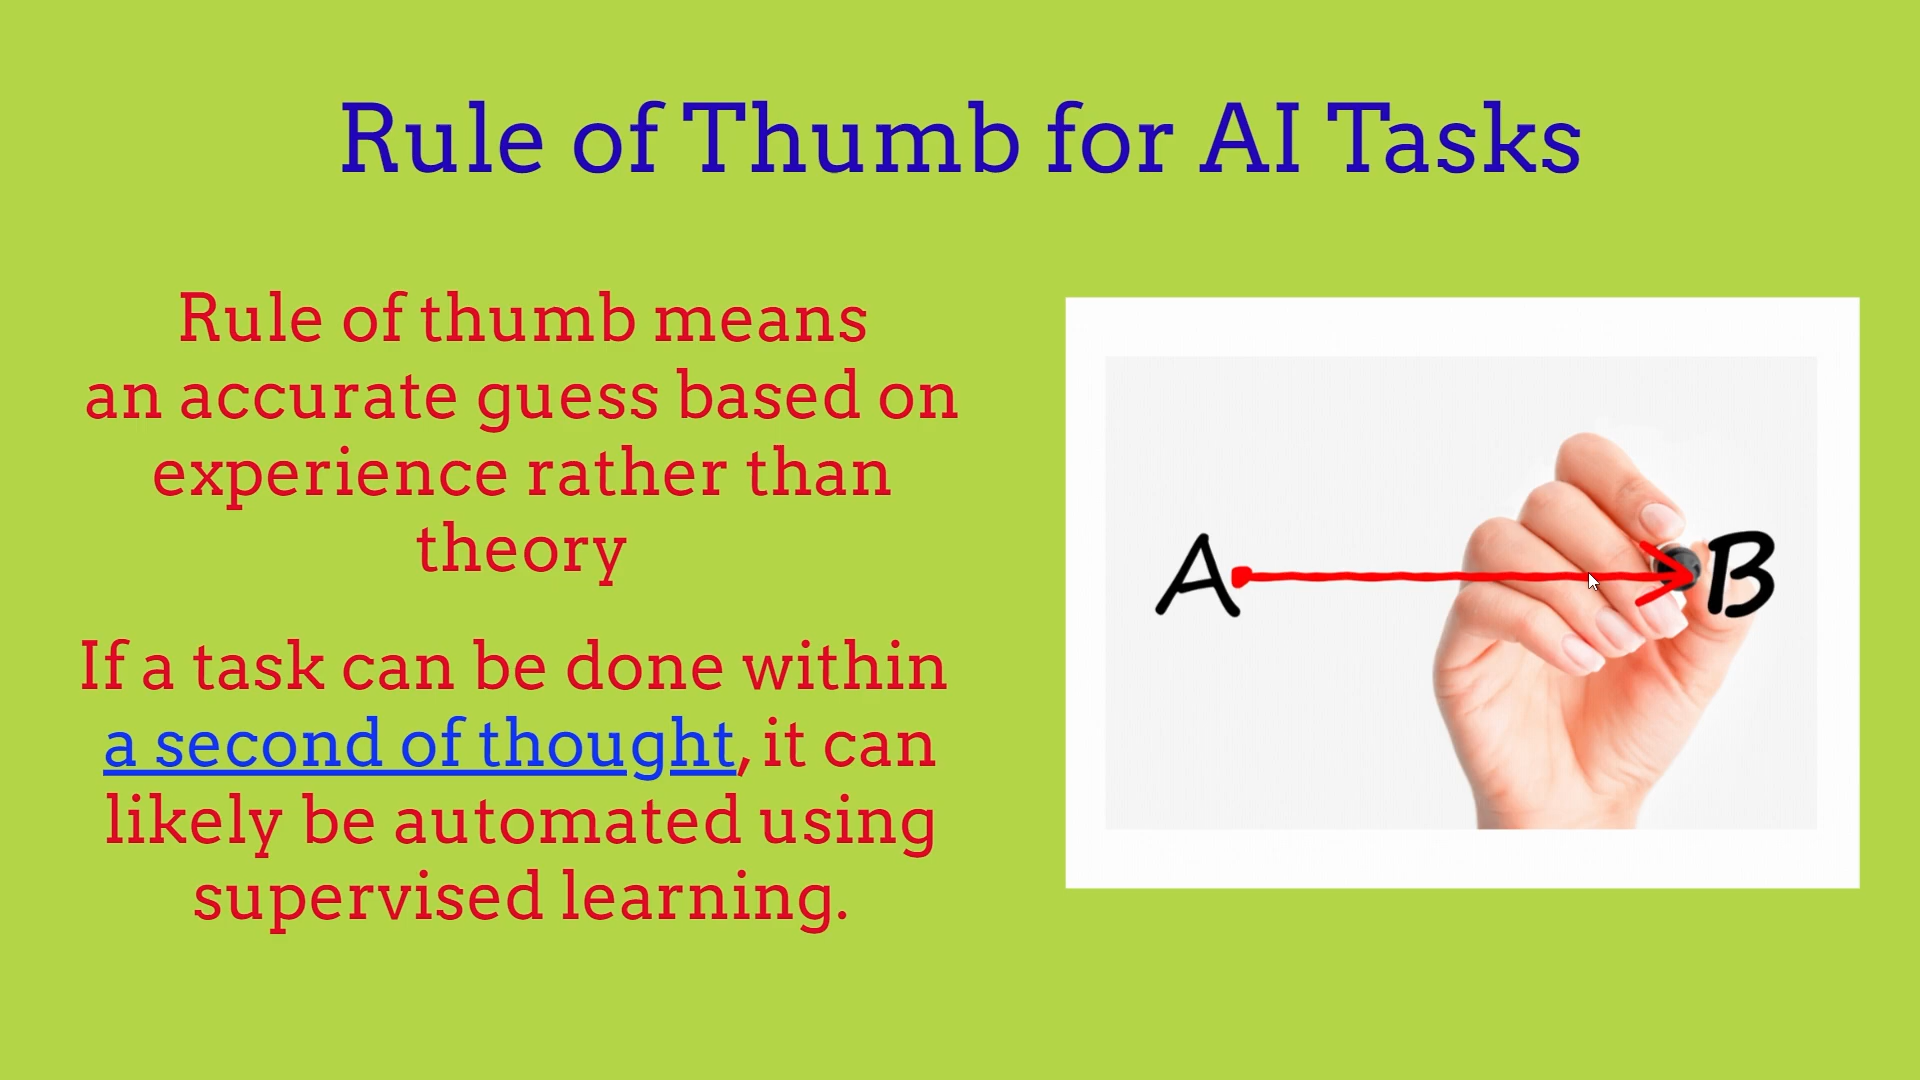 Rule of Thumb for AI Tasks
Rule of thumb means
an accurate guess based on
experience rather than
theory
If a task can be done within
a second of thought, it can
likely be automated using
supervised learning.
A
B